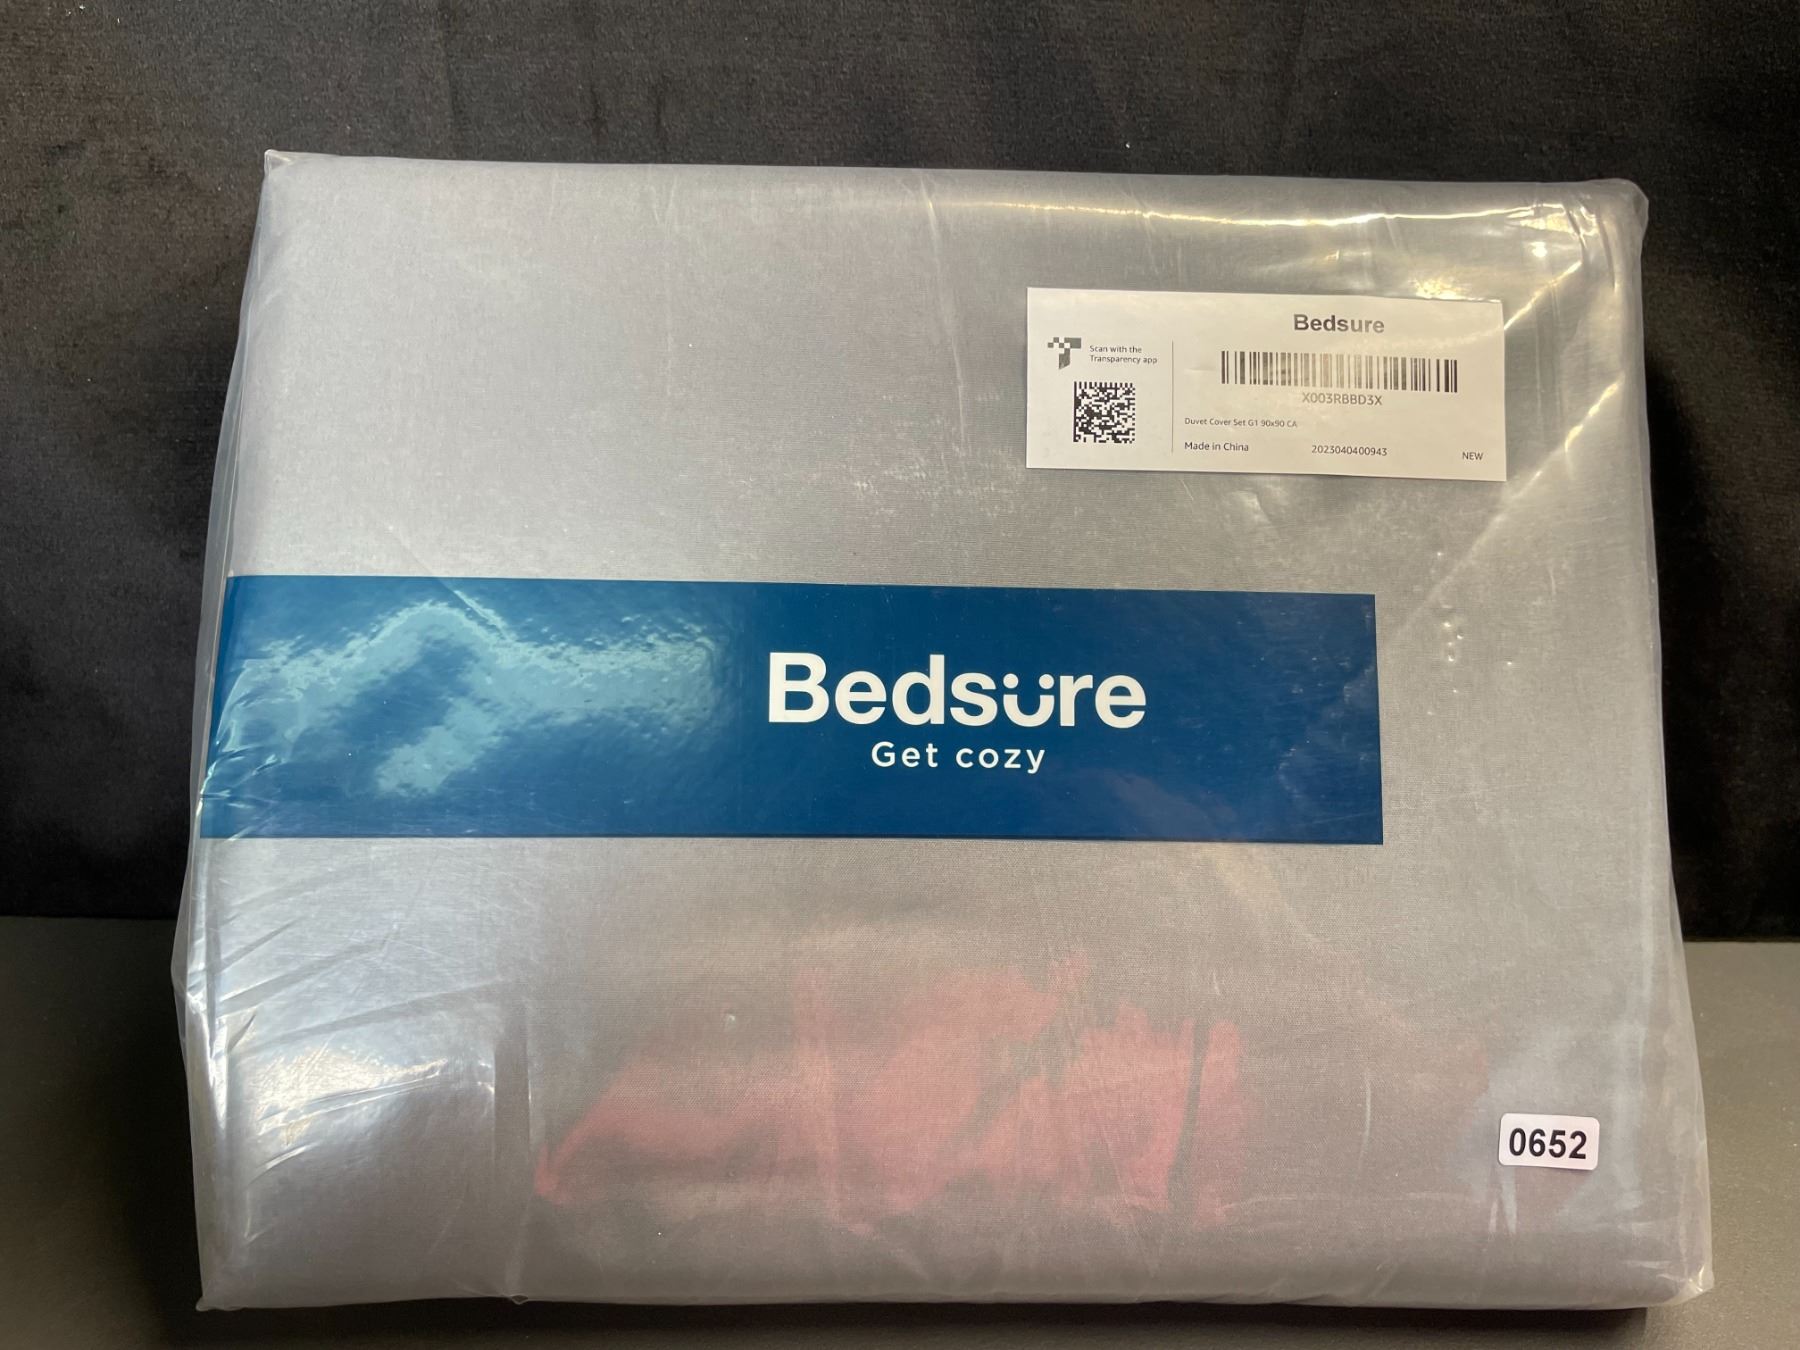 Bedsure
Scan with the
Transparency app
X003RBBD3X
Duvet Cover Set G1 90x90 CA
Made in China
2023040400943
NEW
Bedsure
Get cozy
0652